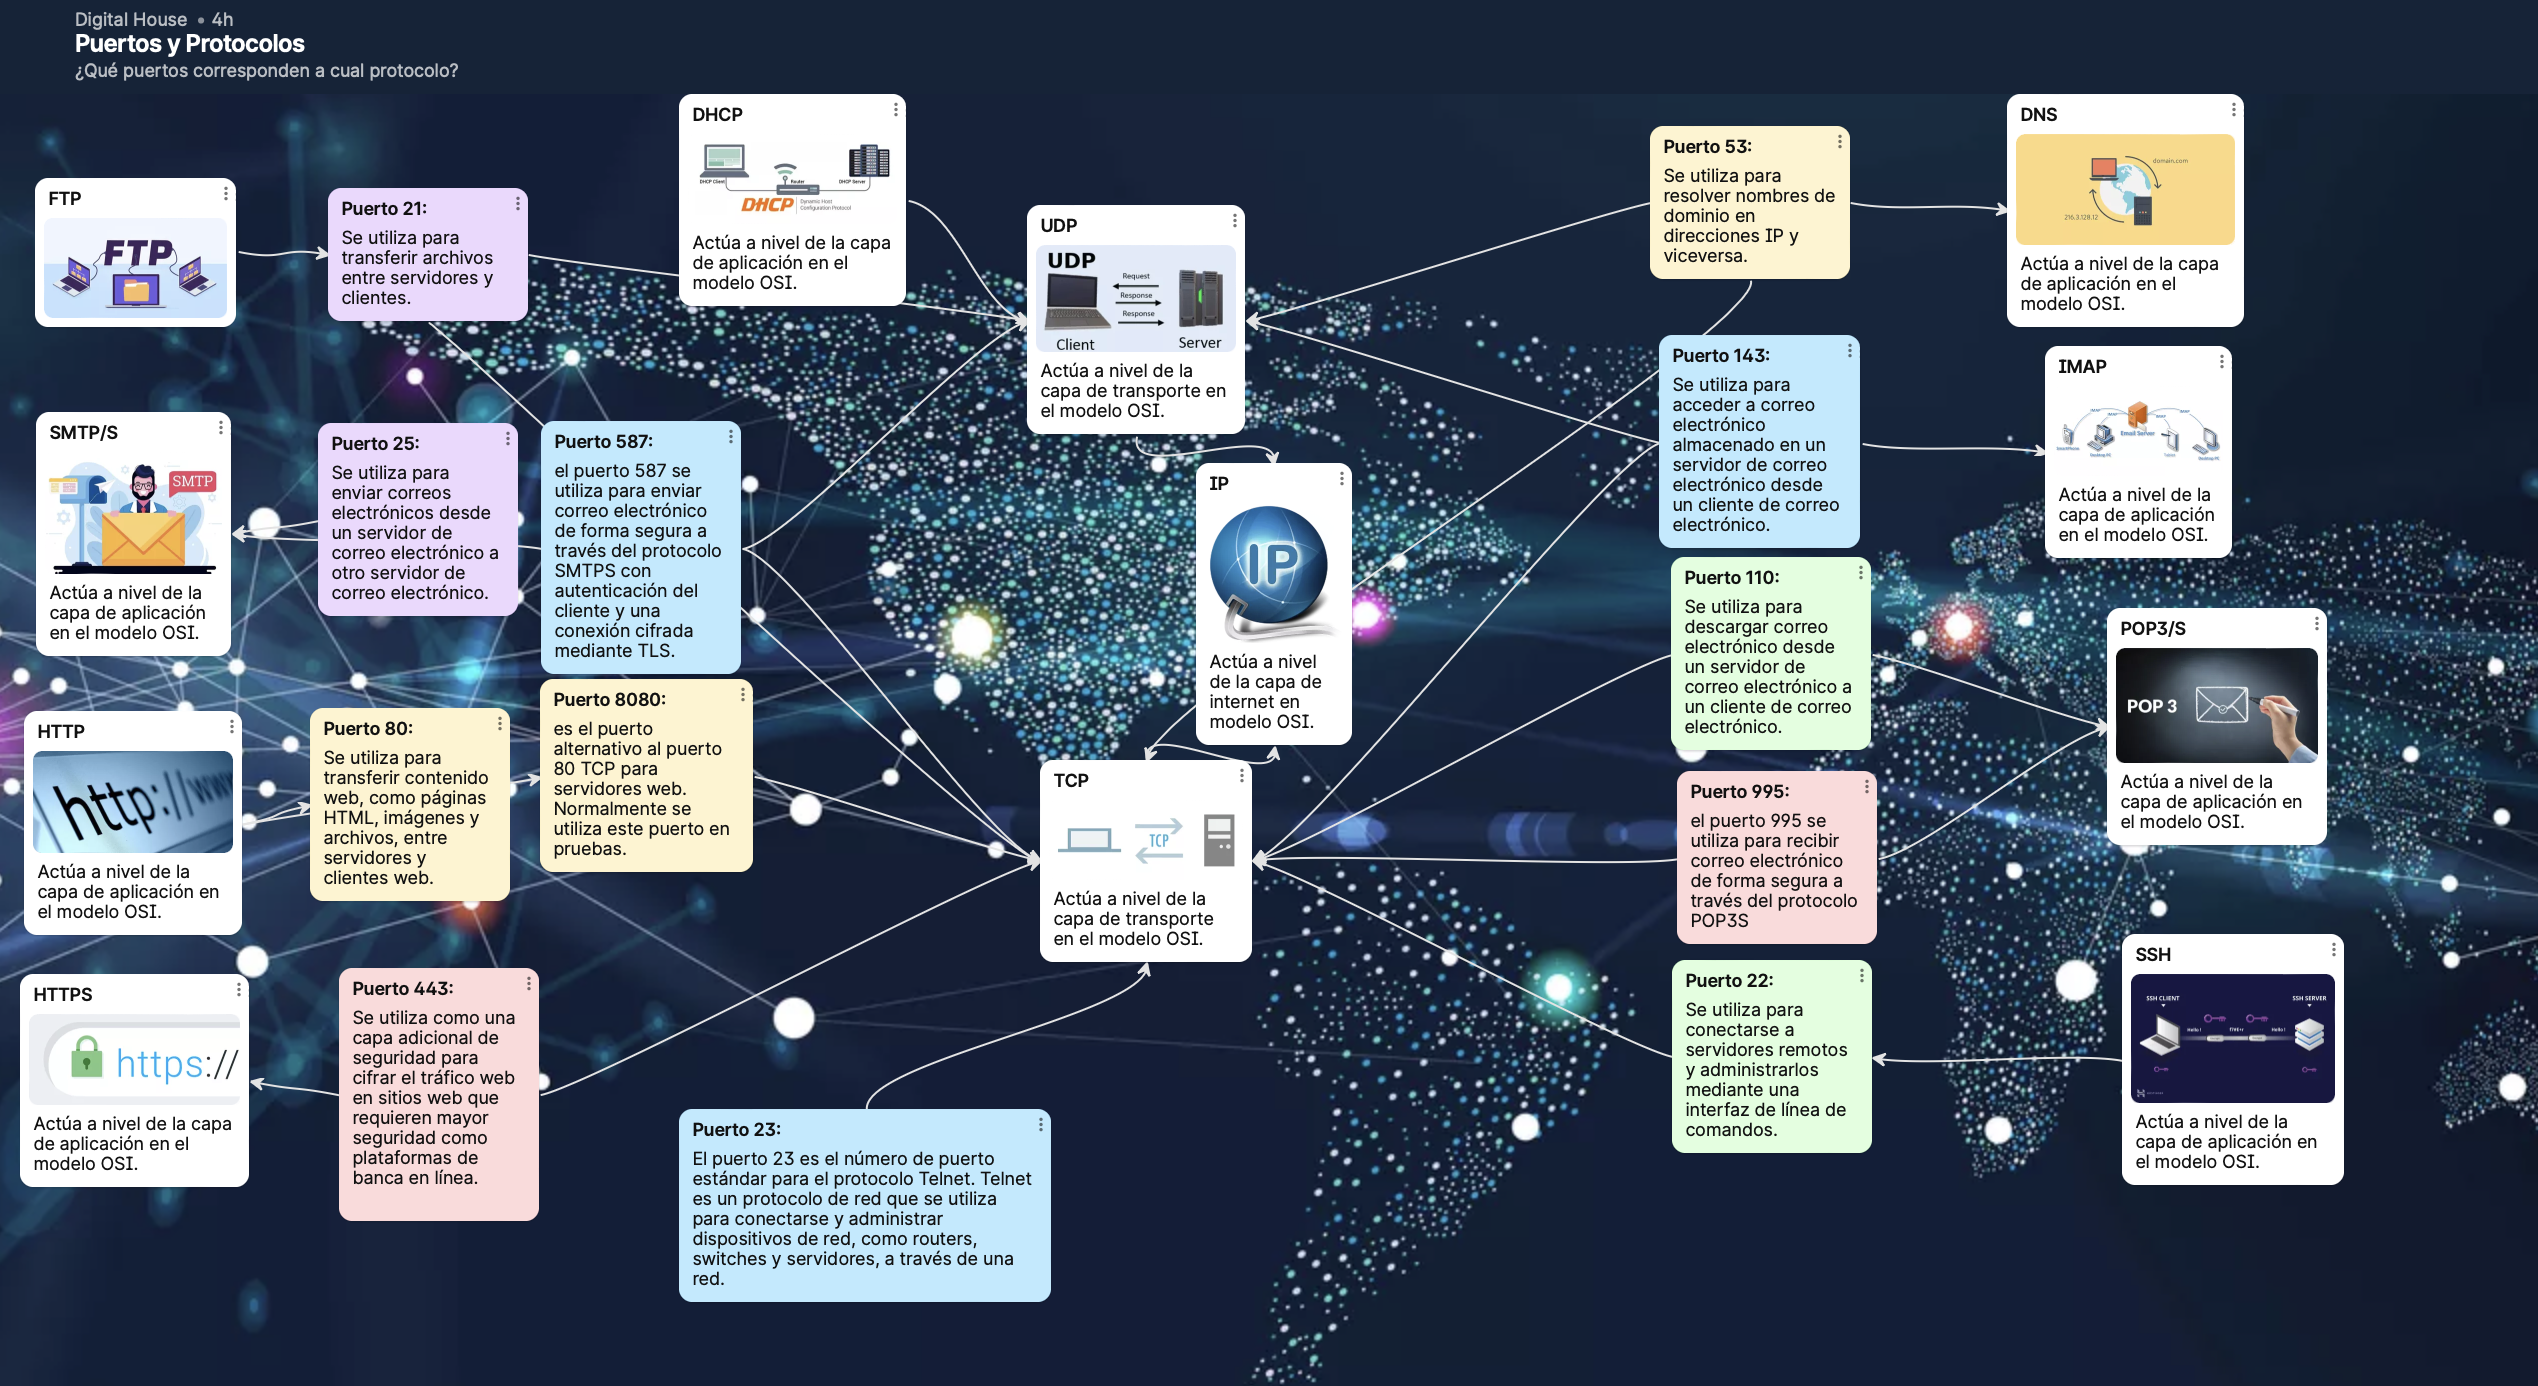 Digital House • 4h
Puertos y Protocolos
¿Qué puertos corresponden a cual protocolo?
FTP
FTP
Puerto 21:
Se utiliza para
transferir archivos
entre servidores y
clientes.
DHCP
DHCP Client
Router
DHCP Server
DHCP
Dynamic Host
Configuration Protocol
Actúa a nivel de la capa
de aplicación en el
modelo OSI.
UDP
UDP
Request
Response
Response
Client
Server
Actúa a nivel de la
capa de transporte en
el modelo OSI.
Puerto 53:
Se utiliza para
resolver nombres de
dominio en
direcciones IP y
viceversa.
DNS
domain.com
216.3.128.12
Actúa a nivel de la capa
de aplicación en el
modelo OSI.
SMTP/S
SMTP
Actúa a nivel de la
capa de aplicación
en el modelo OSI.
Puerto 25:
Se utiliza para
enviar correos
electrónicos desde
un servidor de
correo electrónico a
otro servidor de
correo electrónico.
Puerto 587:
el puerto 587 se
utiliza para enviar
correo electrónico
de forma segura a
través del protocolo
SMTPS con
autenticación del
cliente y una
conexión cifrada
mediante TLS.
IP
IP
Actúa a nivel
de la capa de
internet en
modelo OSI.
Puerto 143:
Se utiliza para
acceder a correo
electrónico
almacenado en un
servidor de correo
electrónico desde
un cliente de correo
electrónico.
IMAP
Email Server
Actúa a nivel de la
capa de aplicación
en el modelo OSI.
Puerto 110:
Se utiliza para
descargar correo
electrónico desde
un servidor de
correo electrónico a
un cliente de correo
electrónico.
POP3/S
POP 3
Actúa a nivel de la
capa de aplicación en
el modelo OSI.
HTTP
http://www
Actúa a nivel de la
capa de aplicación en
el modelo OSI.
Puerto 80:
Se utiliza para
transferir contenido
web, como páginas
HTML, imágenes y
archivos, entre
servidores y
clientes web.
Puerto 8080:
es el puerto
alternativo al puerto
80 TCP para
servidores web.
Normalmente se
utiliza este puerto en
pruebas.
TCP
TCP
Actúa a nivel de la
capa de transporte
en el modelo OSI.
Puerto 995:
el puerto 995 se
utiliza para recibir
correo electrónico
de forma segura a
través del protocolo
POP3S
HTTPS
https://
Actúa a nivel de la capa
de aplicación en el
modelo OSI.
Puerto 443:
Se utiliza como una
capa adicional de
seguridad para
cifrar el tráfico web
en sitios web que
requieren mayor
seguridad como
plataformas de
banca en línea.
Puerto 23:
El puerto 23 es el número de puerto
estándar para el protocolo Telnet. Telnet
es un protocolo de red que se utiliza
para conectarse y administrar
dispositivos de red, como routers,
switches y servidores, a través de una
red.
Puerto 22:
Se utiliza para
conectarse a
servidores remotos
y administrarlos
mediante una
interfaz de línea de
comandos.
SSH
SSH CLIENT
SSH SERVER
Hello !
Hello !
Actúa a nivel de la
capa de aplicación en
el modelo OSI.